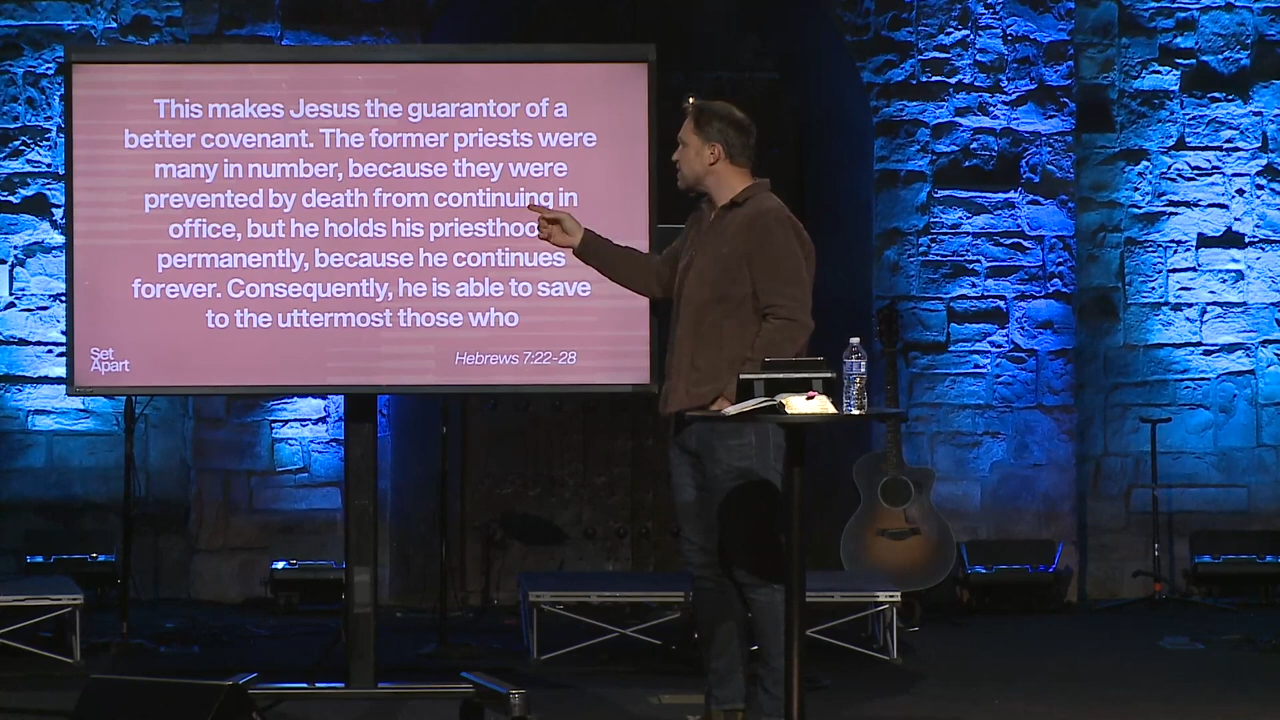 This makes Jesus the guarantor of a
better covenant. The former priests were
many in number, because they were
prevented by death from continuing in
office, but he holds his priesthoo
permanently, because he continues
forever. Consequently, he is able to save
to the uttermost those who
Set
Apart
Hebrews 7:22-28